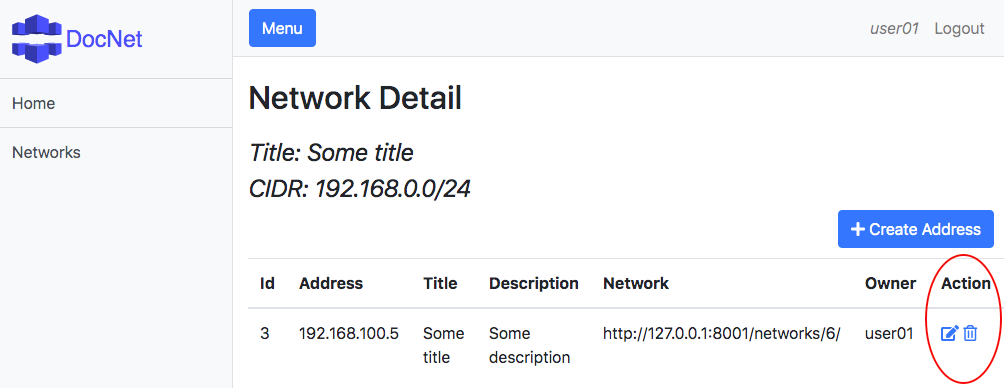 DocNet
Home
Networks
Menu
user01 Logout
Network Detail
Title: Some title
CIDR: 192.168.0.0/24
Create Address
Id Address Title Description Network Owner Action
3 192.168.100.5 Some Some http://127.0.0.1:8001/networks/6/ user01
title description